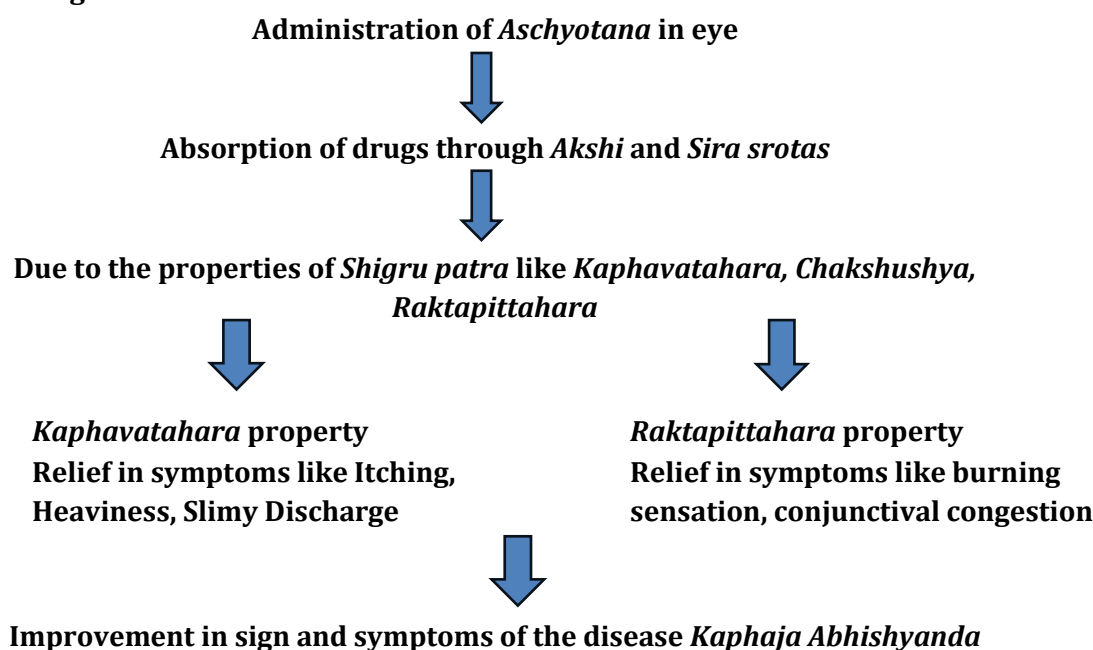 Administration of Aschyotana in eye
Absorption of drugs through Akshi and Sira srotas
Due to the properties of Shigru patra like Kaphavatahara, Chakshushya,
Raktapittahara
Kaphavatahara property
Relief in symptoms like Itching,
Heaviness, Slimy Discharge
Raktapittahara property
Relief in symptoms like burning
sensation, conjunctival congestion
Improvement in sign and symptoms of the disease Kaphaja Abhishyanda